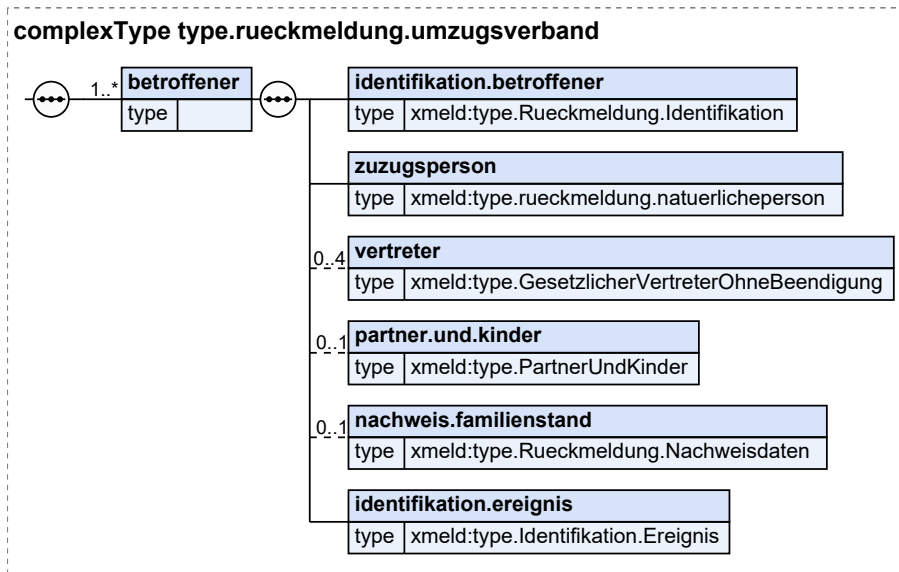 complexType type.rueckmeldung.umzugsverband
1..* betroffener
type
identifikation.betroffener
type xmeld:type.Rueckmeldung.Identifikation
zuzugsperson
type xmeld:type.rueckmeldung.natuerlicheperson
0..4 vertreter
type xmeld:type.GesetzlicherVertreterOhneBeendigung
0..1 partner.und.kinder
type xmeld:type.PartnerUndKinder
0..1 nachweis.familienstand
type xmeld:type.Rueckmeldung.Nachweisdaten
identifikation.ereignis
type xmeld:type.Identifikation.Ereignis